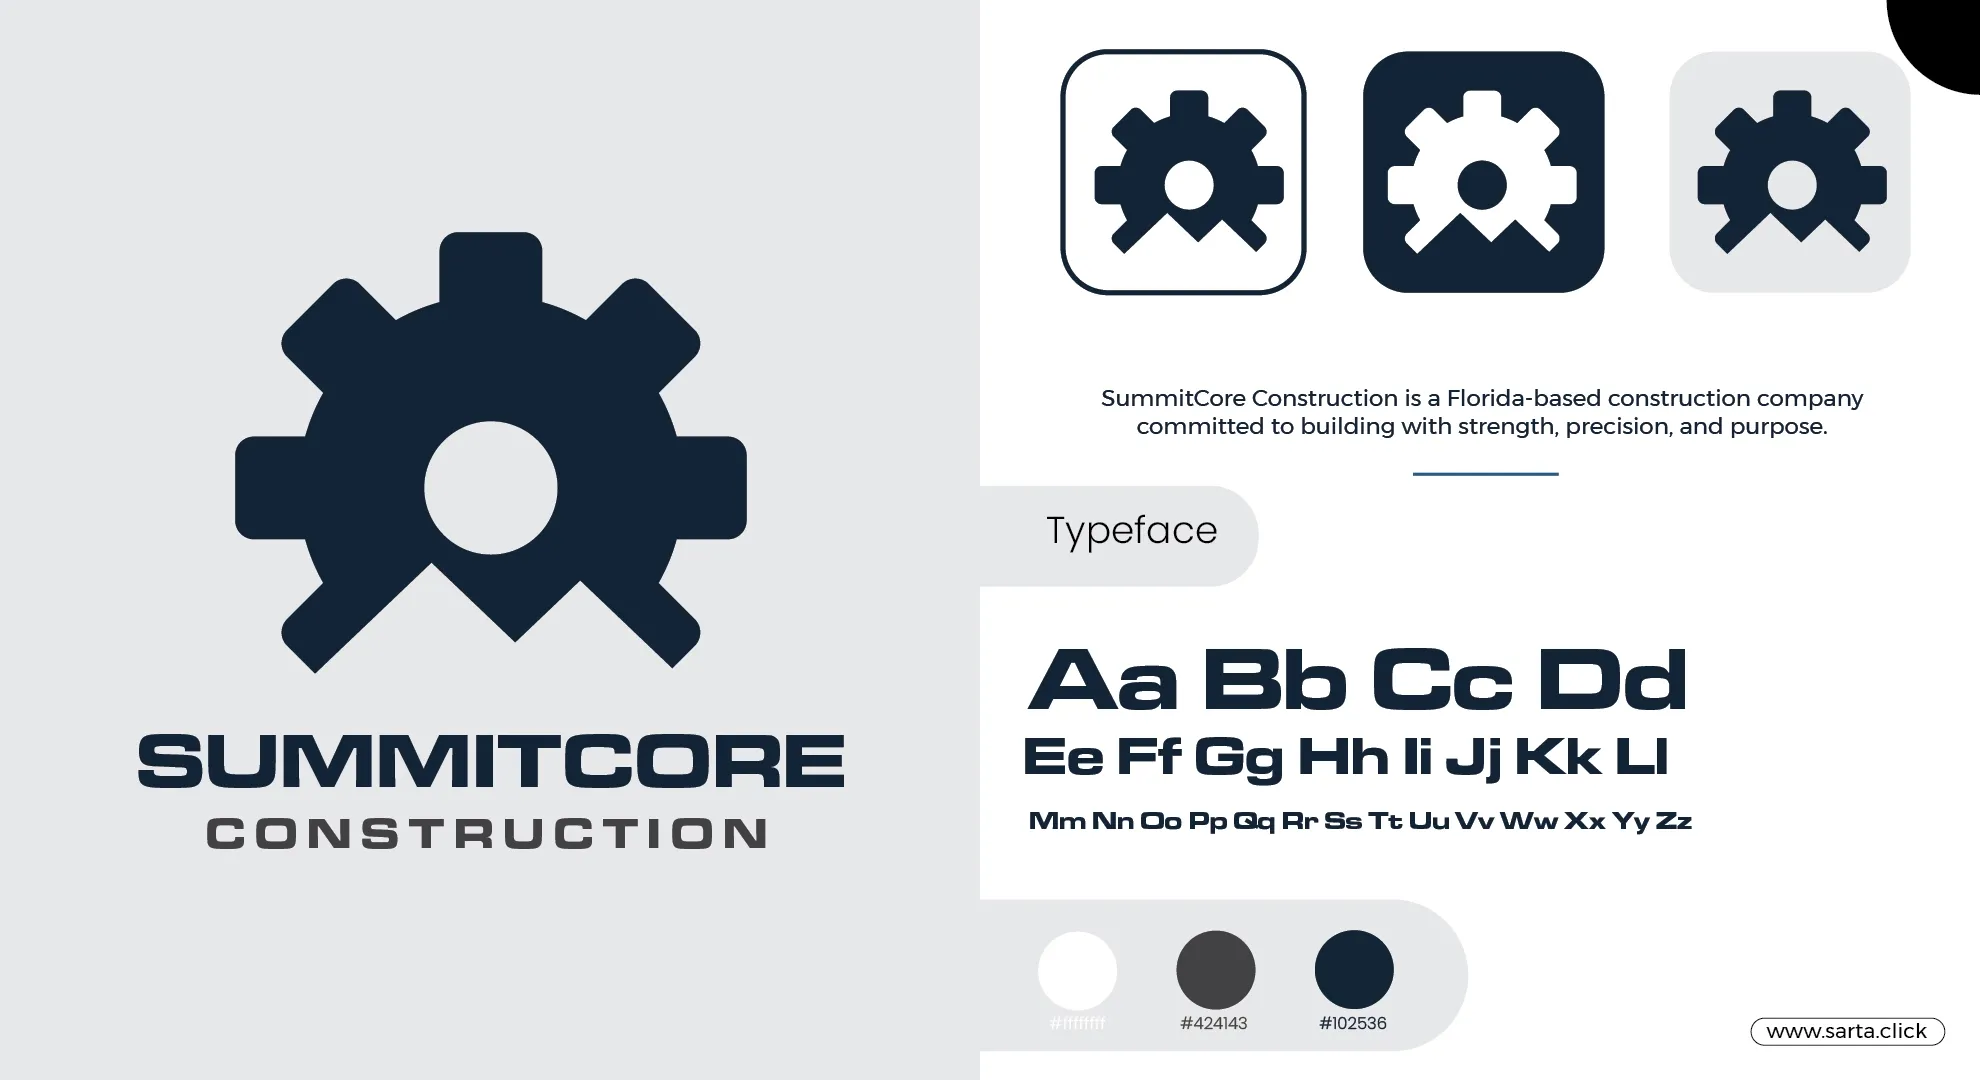 SUMMITCORE
CONSTRUCTION
SummitCore Construction is a Florida-based construction company
committed to building with strength, precision, and purpose.
Typeface
Aa Bb Cc Dd
Ee Ff Gg Hh Ii Jj Kk Ll
Mm Nn Oo Pp Qq Rr Ss Tt Uu Vv Ww Xx Yy Zz
#ffffffff
#424143
#102536
www.sarta.click